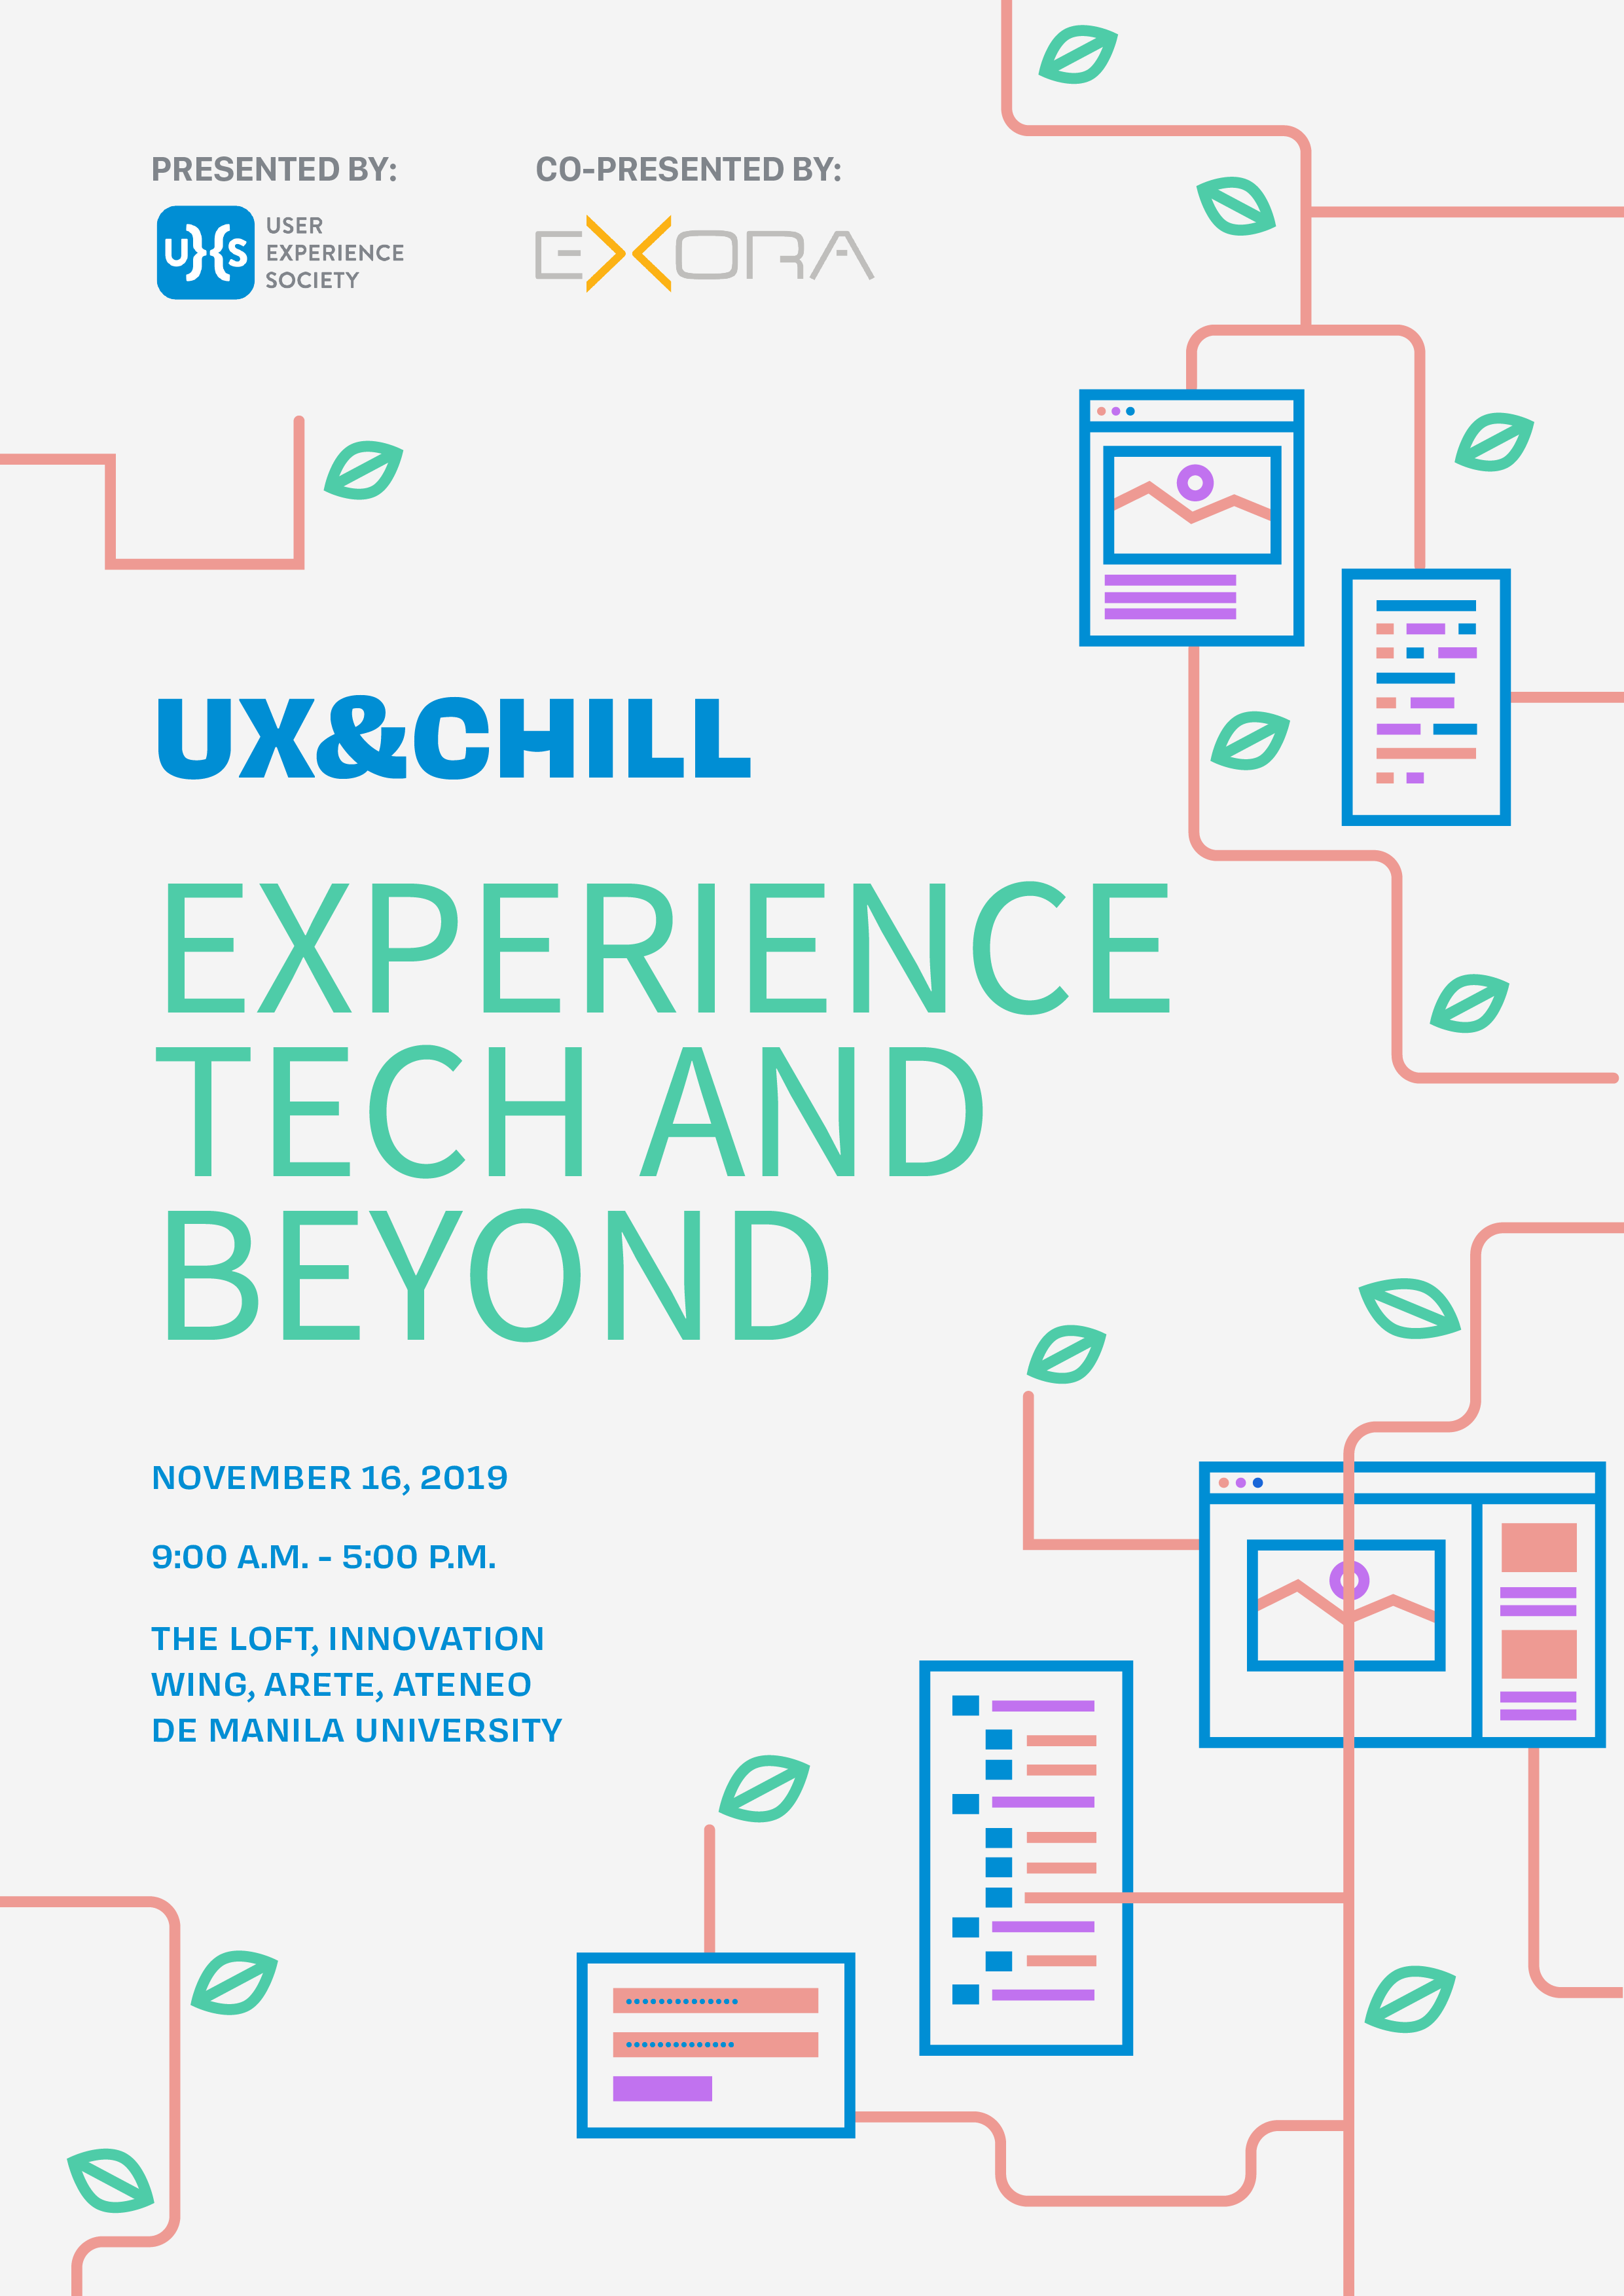 PRESENTED BY:
U}{S
USER
EXPERIENCE
SOCIETY
CO-PRESENTED BY:
EXORA
UX&CHILL
EXPERIENCE
TECH AND
BEYOND
NOVEMBER 16, 2019
9:00 A.M. - 5:00 P.M.
THE LOFT, INNOVATION
WING, ARETE, ATENEO
DE MANILA UNIVERSITY